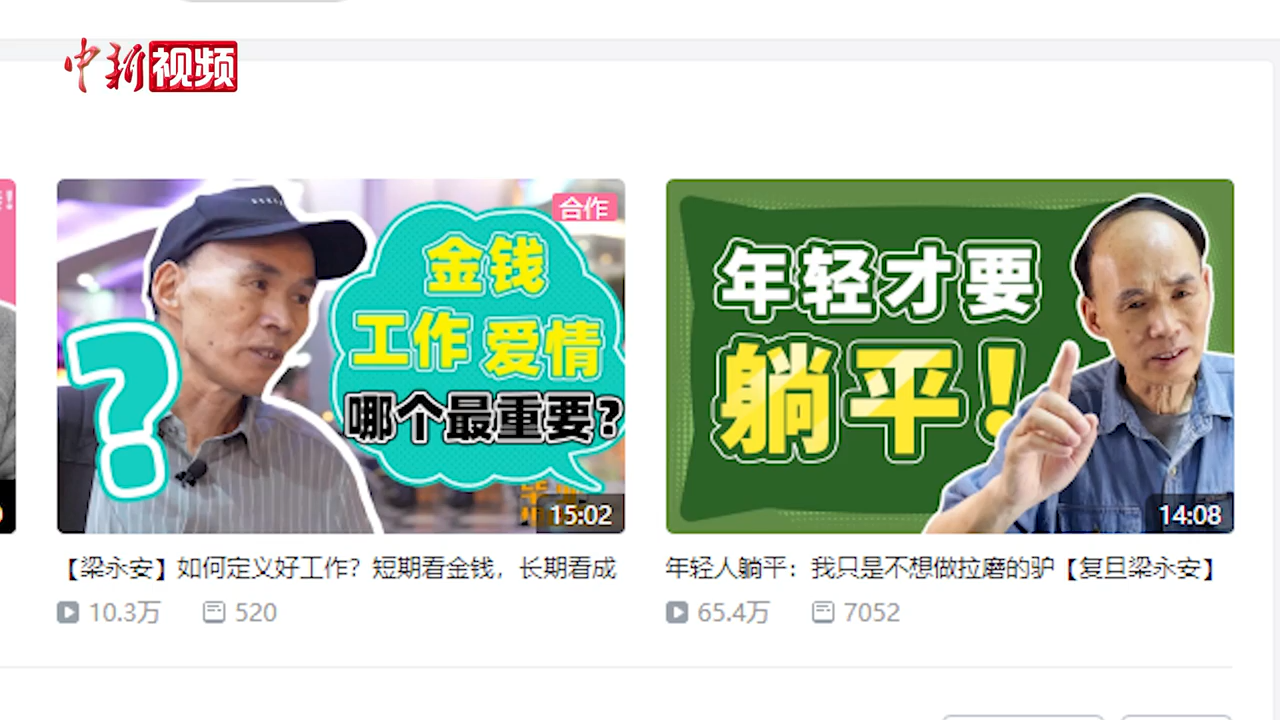 中新视频
合作
金钱
工作 爱情
哪个最重要?
?
15:02
年轻才要
躺平!
14:08
【梁永安】如何定义好工作？短期看金钱，长期看成
10.3万 520
年轻人躺平：我只是不想做拉磨的驴【复旦梁永安】
65.4万 7052